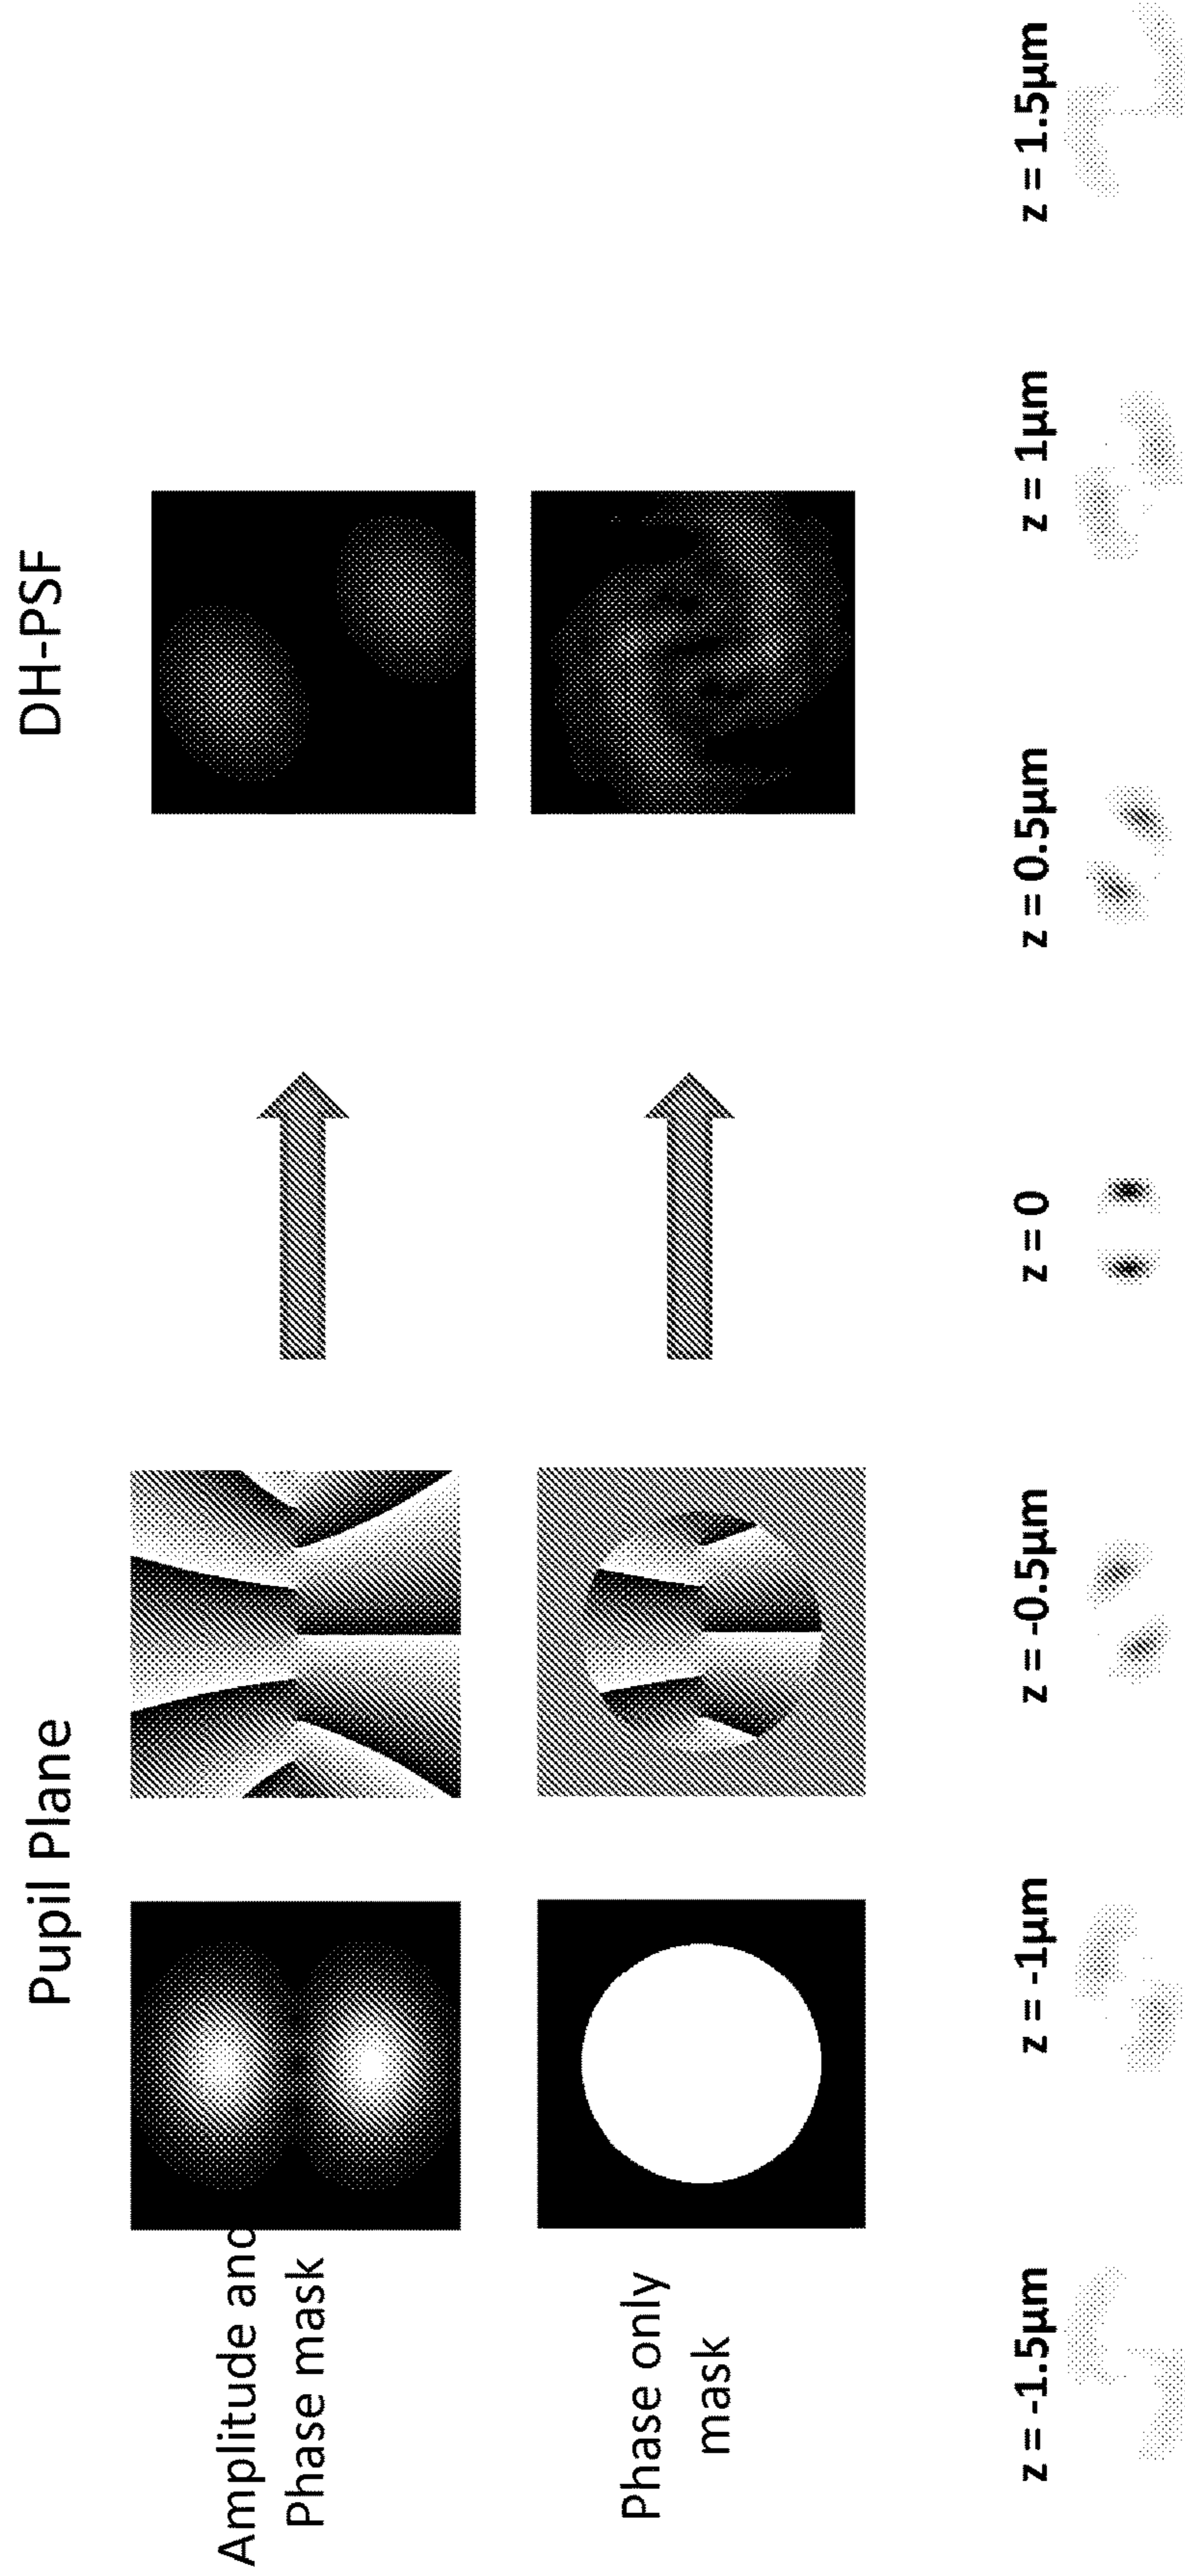 Pupil Plane
DH-PSF
Amplitude and
Phase mask
Phase only
mask
z = -1.5µm
z = -1µm
z = -0.5µm
z = 0
z = 0.5µm
z = 1µm
z = 1.5µm